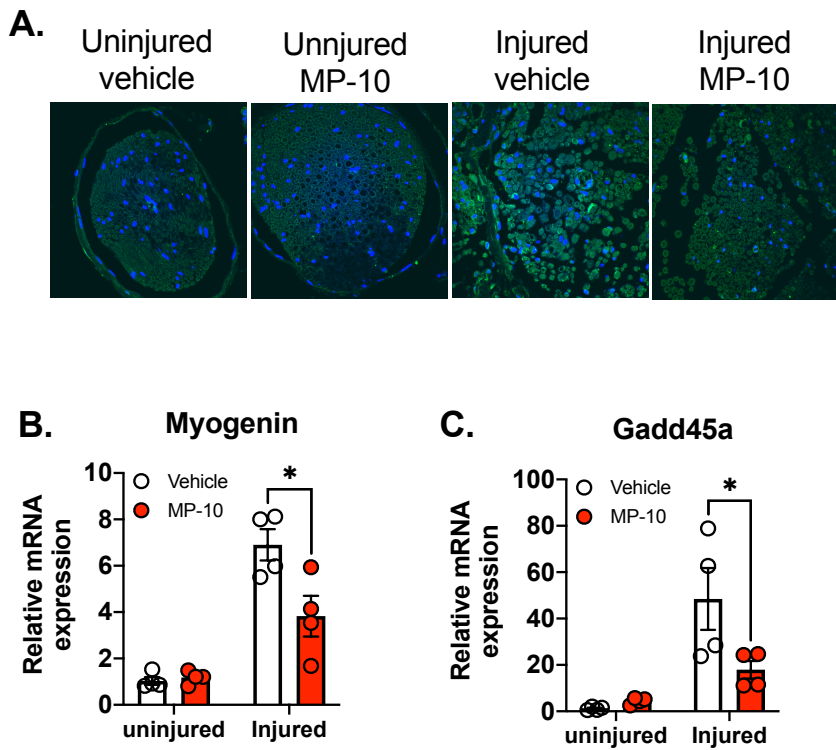 A.
Uninjured
vehicle
Unnjured
MP-10
Injured
vehicle
Injured
MP-10
B.
Myogenin
Vehicle
MP-10
*
Relative mRNA
expression
10
8
6
4
2
0
uninjured
Injured
C.
Gadd45a
Vehicle
MP-10
*
Relative mRNA
expression
100
80
60
40
20
0
uninjured
Injured